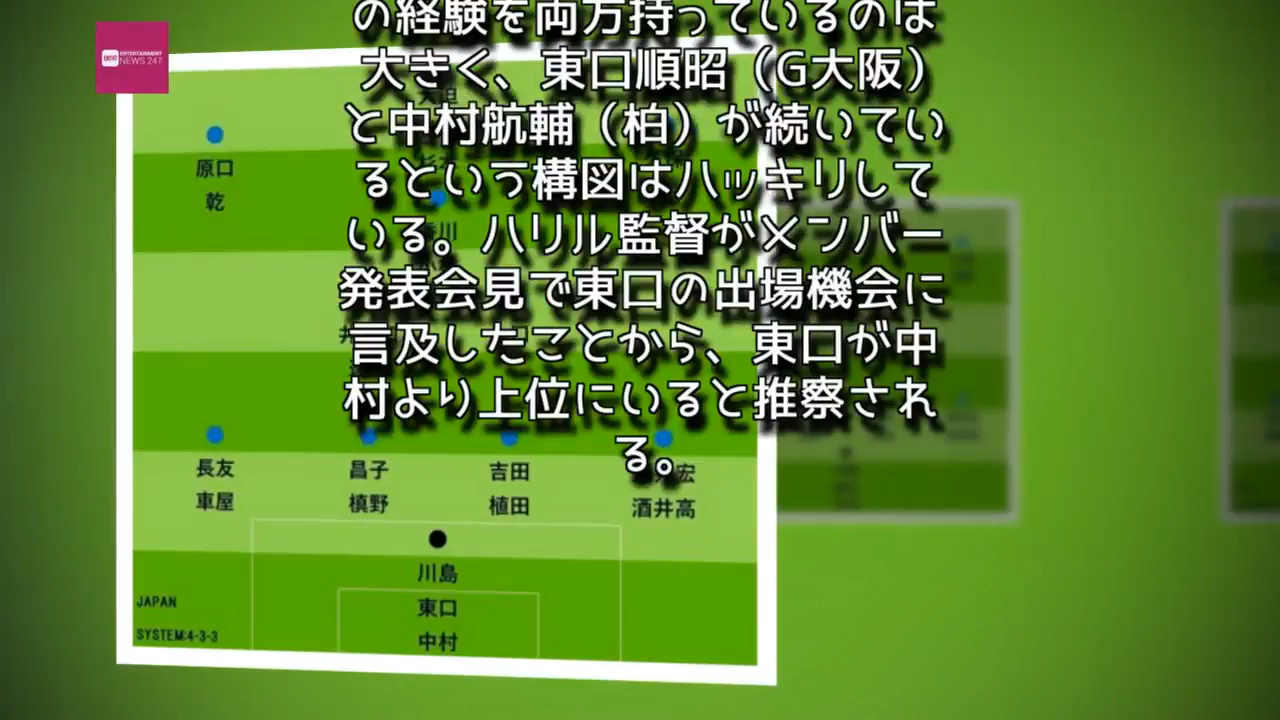 の経験を両方持っているのは
大きく、東口順昭（G大阪）
と中村航輔（柏）が続いてい
るという構図はハッキリして
いる。ハリル監督がメンバー
発表会見で東口の出場機会に
言及したことから、東口が中
村より上位にいると推察され
る。
ENTERTAINMENT
NEWS 247
原口
乾
長友
車屋
昌子
槙野
吉田
植田
宏
酒井高
川島
東口
中村
JAPAN
SYSTEM:4-3-3